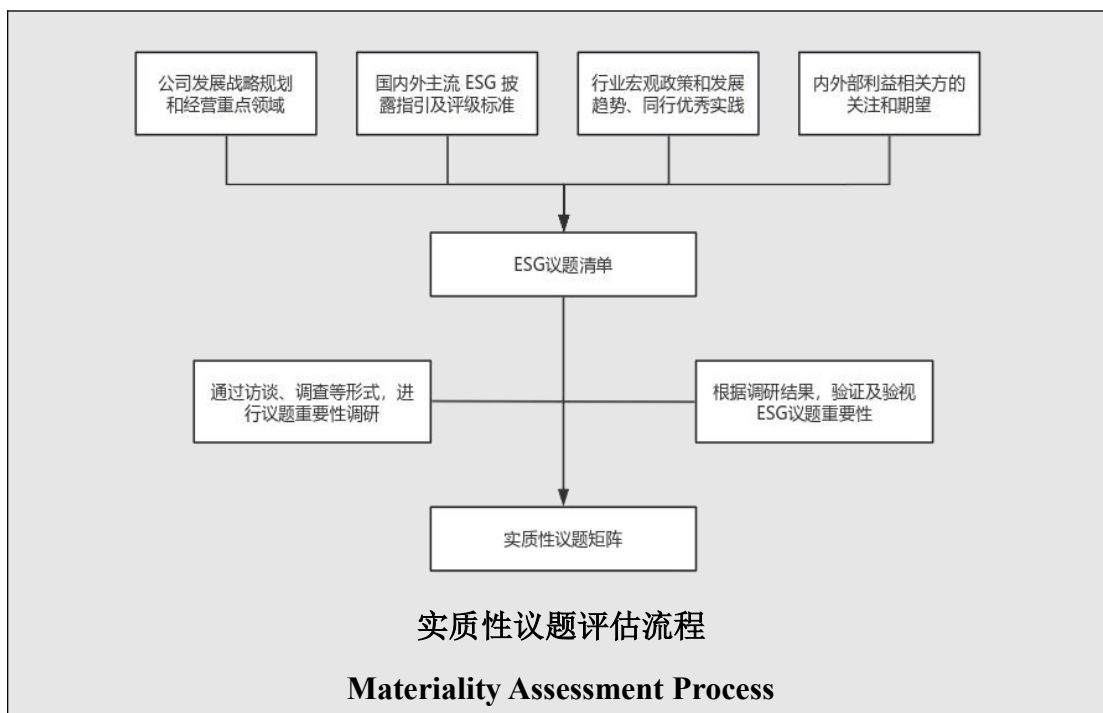 公司发展战略规划
和经营重点领域
国内外主流 ESG 披
露指引及评级标准
行业宏观政策和发展
趋势、同行优秀实践
内外部利益相关方的
关注和期望
ESG议题清单
通过访谈、调查等形式，进
行议题重要性调研
根据调研结果，验证及验视
ESG议题重要性
实质性议题矩阵
实质性议题评估流程
Materiality Assessment Process